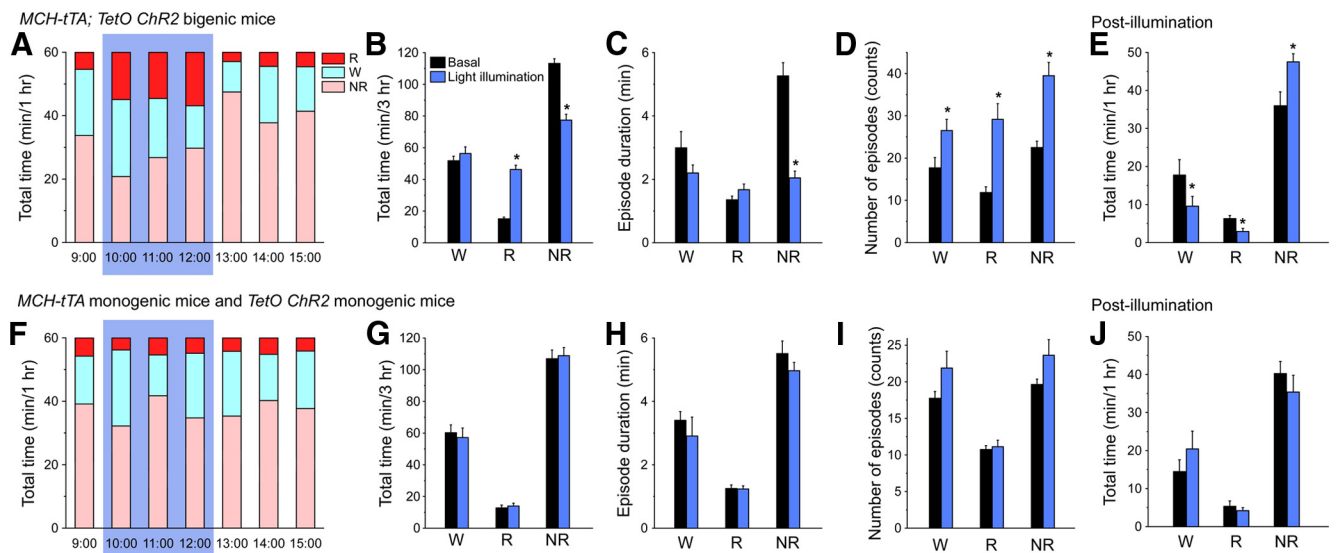 MCH-tTA; TetO ChR2 bigenic mice
Post-illumination
A
60
40
20
0
Total time (min/1 hr)
9:00 10:00 11:00 12:00 13:00 14:00 15:00
R
W
NR
B
120
100
80
60
40
20
0
Total time (min/3 hr)
Basal
Light illumination
*
*
W R NR
C
6
4
2
0
Episode duration (min)
*
W R NR
D
40
30
20
10
0
Number of episodes (counts)
*
*
*
W R NR
E
50
40
30
20
10
0
Total time (min/1 hr)
*
*
*
W R NR
MCH-tTA monogenic mice and TetO ChR2 monogenic mice
Post-illumination
F
60
40
20
0
Total time (min/1 hr)
9:00 10:00 11:00 12:00 13:00 14:00 15:00
G
120
100
80
60
40
20
0
Total time (min/3 hr)
W R NR
H
6
4
2
0
Episode duration (min)
W R NR
I
25
20
15
10
5
0
Number of episodes (counts)
W R NR
J
50
40
30
20
10
0
Total time (min/1 hr)
W R NR